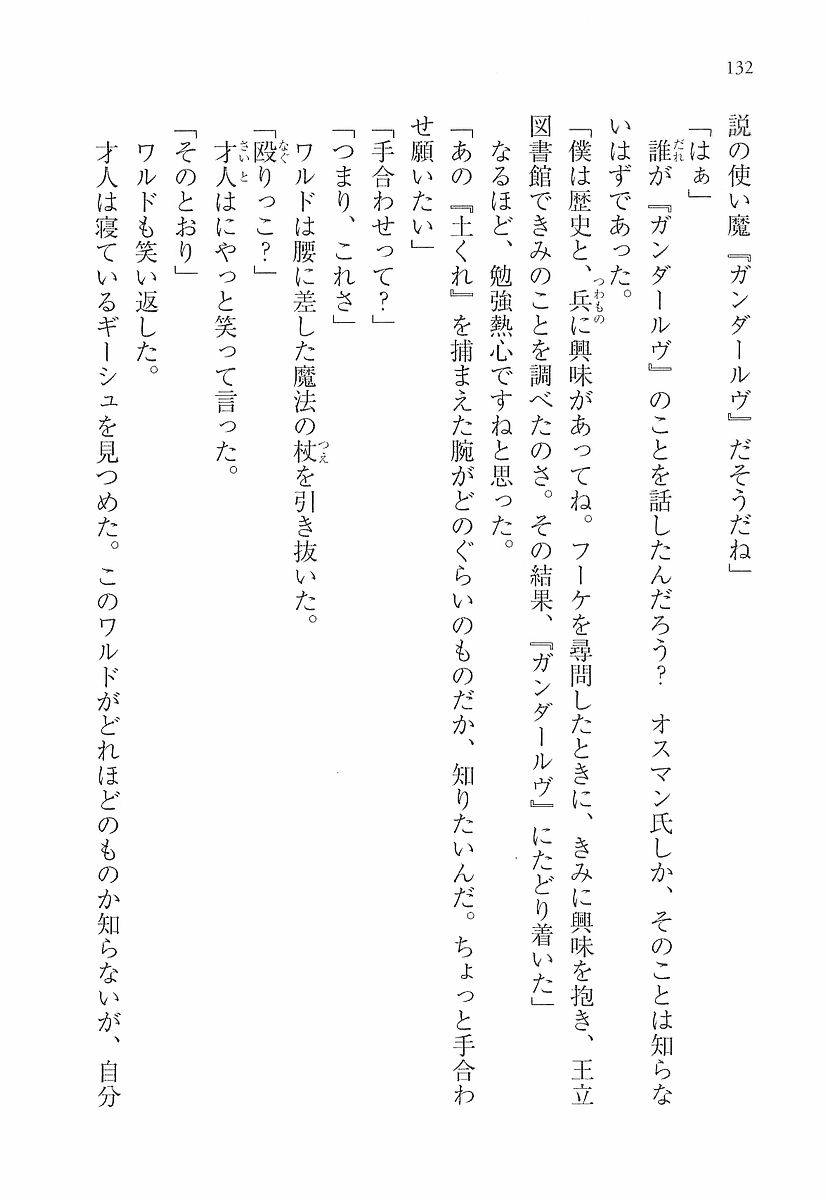 132
説の使い魔『ガンダールヴ』だそうだね」
「はぁ」
誰が『ガンダールヴ』のことを話したんだろう？　オスマン氏しか、そのことは知らな
いはずであった。
「僕は歴史と、兵に興味があってね。フーケを尋問したときに、きみに興味を抱き、王立
図書館できみのことを調べたのさ。その結果、『ガンダールヴ』にたどり着いた」
なるほど、勉強熱心ですねと思った。
「あの『土くれ』を捕まえた腕がどのぐらいのものだか、知りたいんだ。ちょっと手合わ
せ願いたい」
「手合わせって？」
「つまり、これさ」
ワルドは腰に差した魔法の杖を引き抜いた。
「殴りっこ？」
才人はにやっと笑って言った。
「そのとおり」
ワルドも笑い返した。
才人は寝ているギーシュを見つめた。このワルドがどれほどのものか知らないが、自分